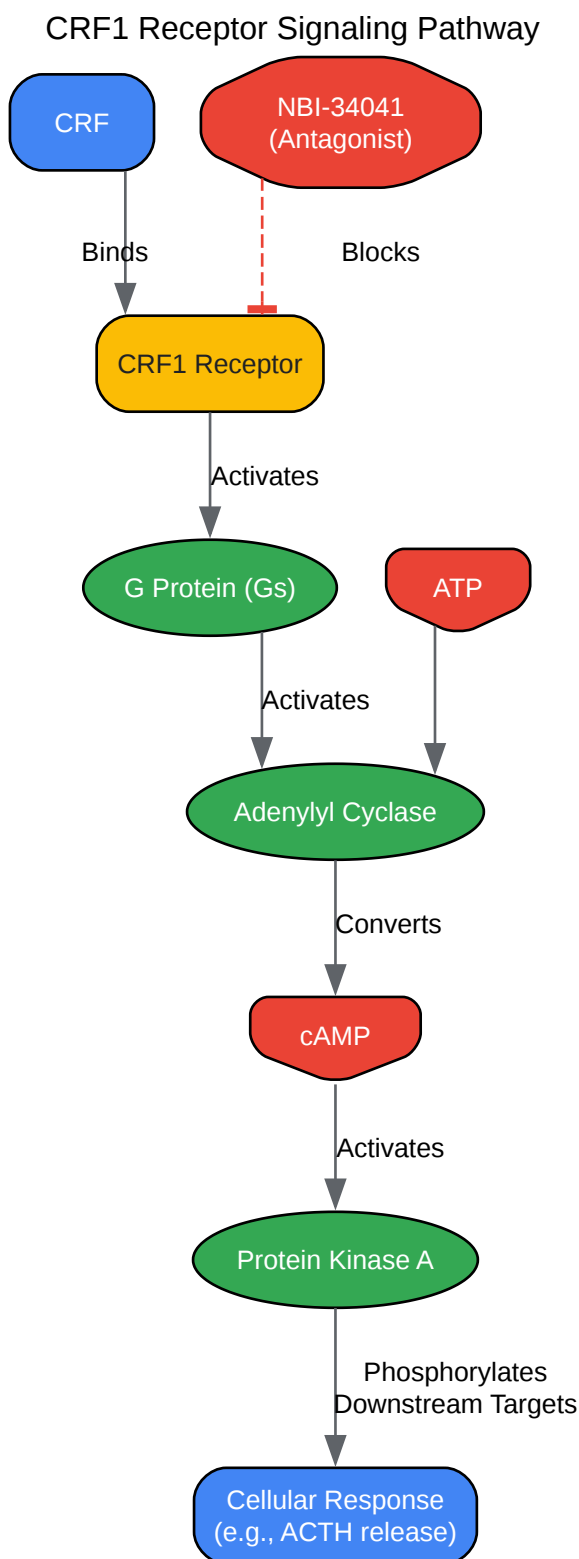 CRF1 Receptor Signaling Pathway
CRF
NBI-34041
(Antagonist)
Binds
Blocks
CRF1 Receptor
Activates
G Protein (Gs)
ATP
Activates
Adenylyl Cyclase
Converts
cAMP
Activates
Protein Kinase A
Phosphorylates
Downstream Targets
Cellular Response
(e.g., ACTH release)